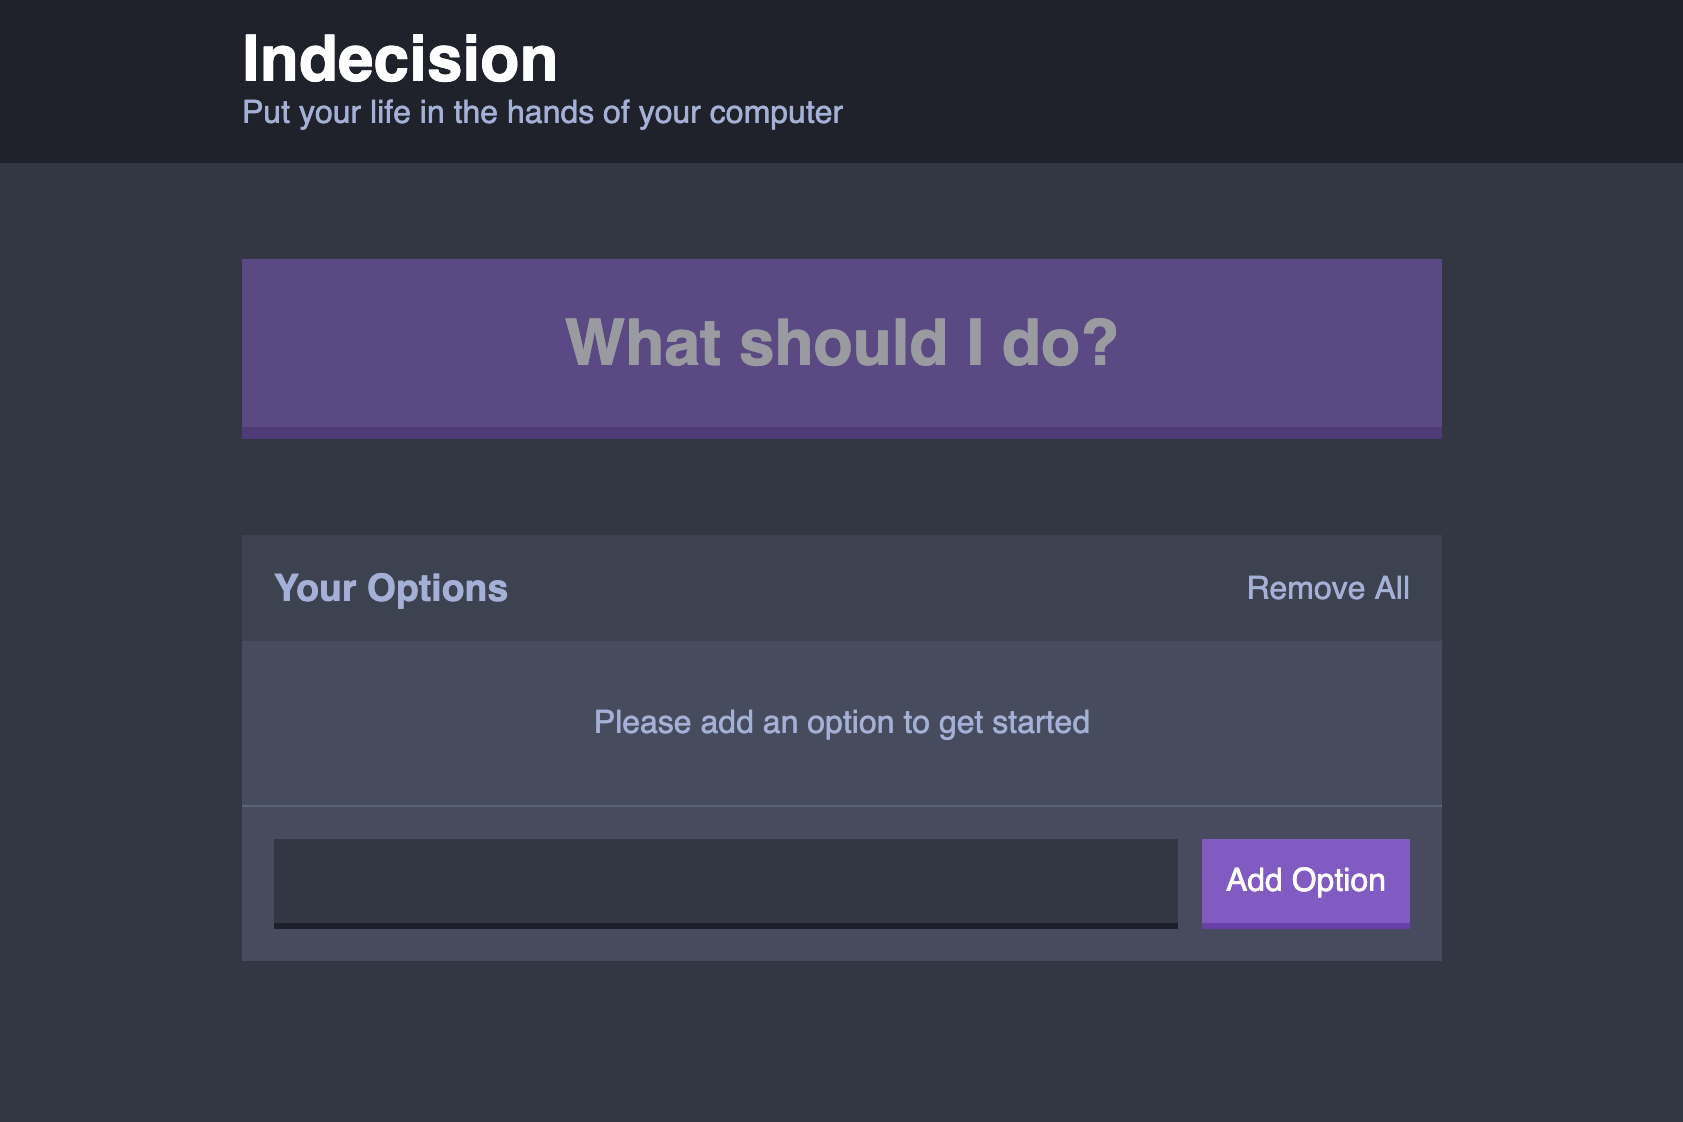 Indecision
Put your life in the hands of your computer
What should I do?
Your Options
Remove All
Please add an option to get started
Add Option